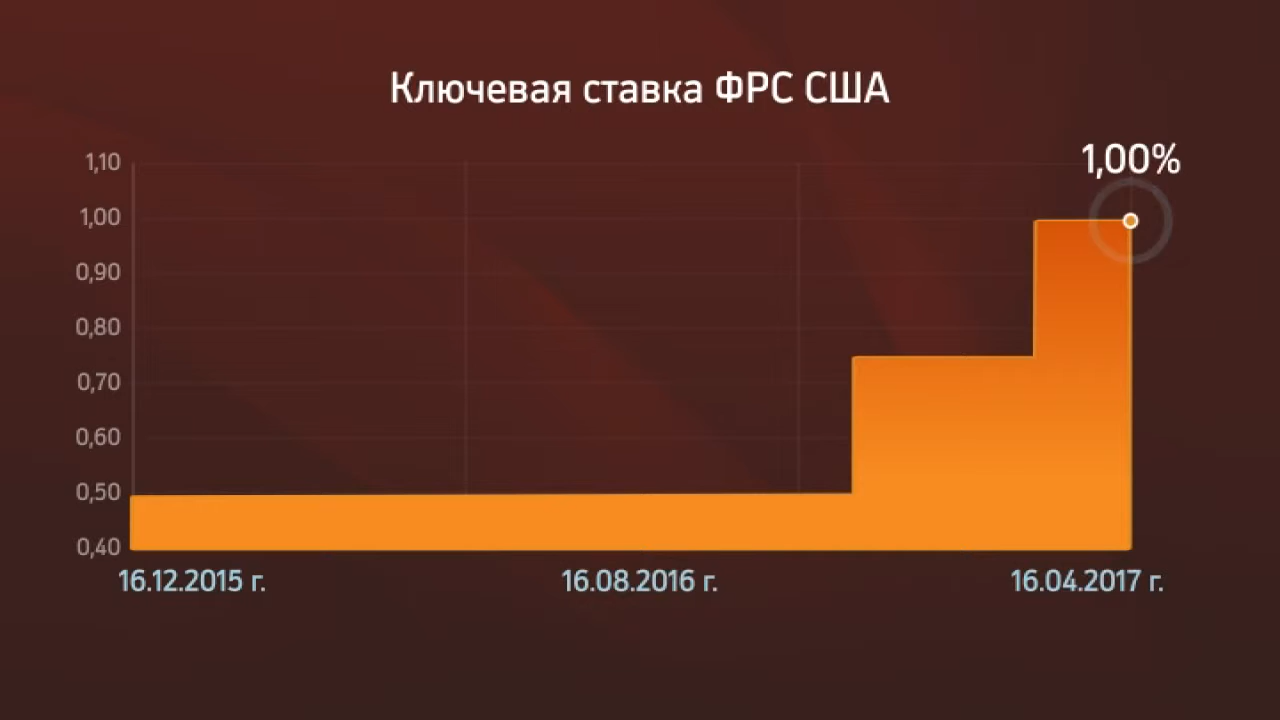 Ключевая ставка ФРС США
1,00%
1,10
1,00
0,90
0,80
0,70
0,60
0,50
0,40
16.12.2015 г.
16.08.2016 г.
16.04.2017 г.